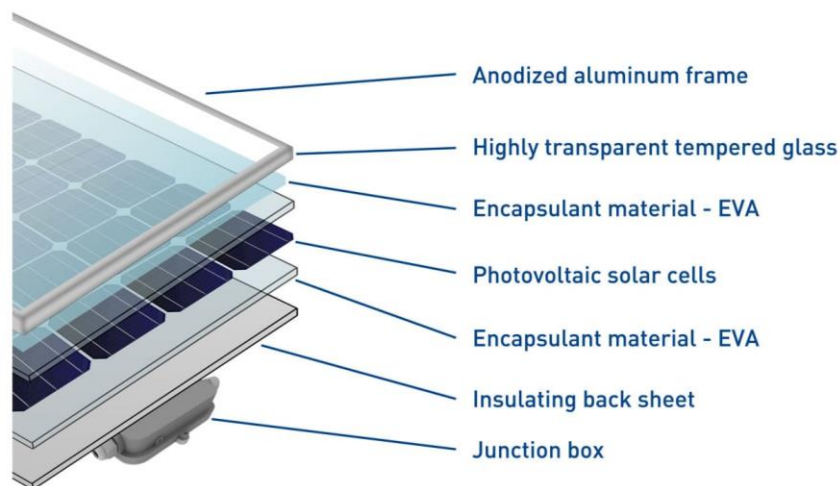 Anodized aluminum frame
Highly transparent tempered glass
Encapsulant material - EVA
Photovoltaic solar cells
Encapsulant material - EVA
Insulating back sheet
Junction box